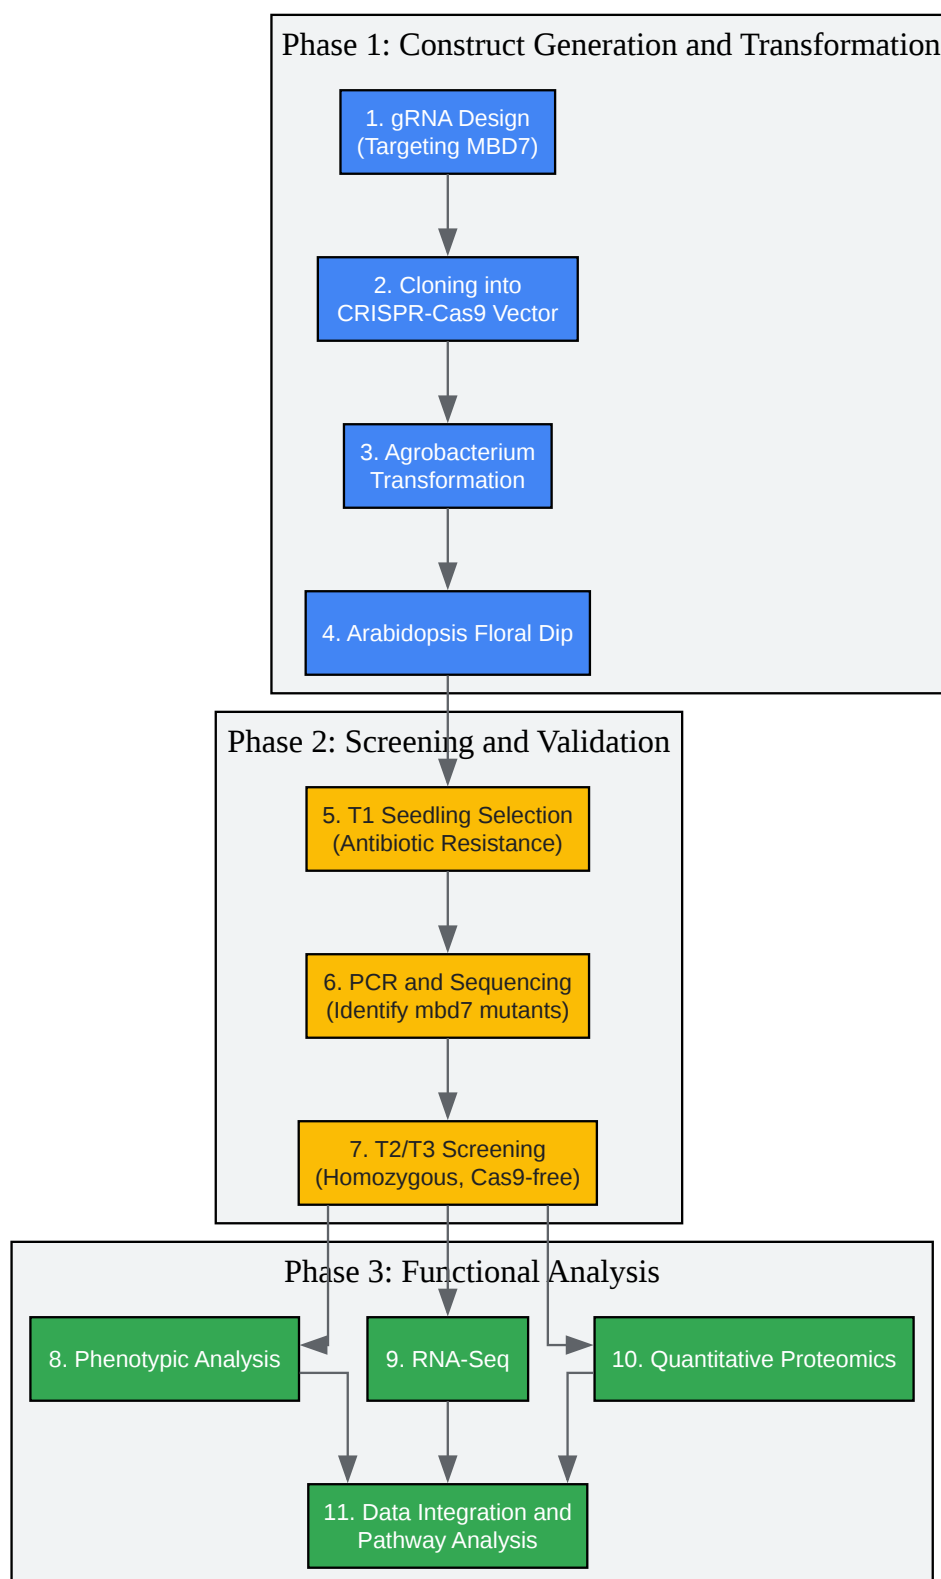 Phase 1: Construct Generation and Transformation
1. gRNA Design
(Targeting MBD7)
2. Cloning into
CRISPR-Cas9 Vector
3. Agrobacterium
Transformation
4. Arabidopsis Floral Dip
Phase 2: Screening and Validation
5. T1 Seedling Selection
(Antibiotic Resistance)
6. PCR and Sequencing
(Identify mbd7 mutants)
7. T2/T3 Screening
(Homozygous, Cas9-free)
Phase 3: Functional Analysis
8. Phenotypic Analysis
9. RNA-Seq
10. Quantitative Proteomics
11. Data Integration and
Pathway Analysis